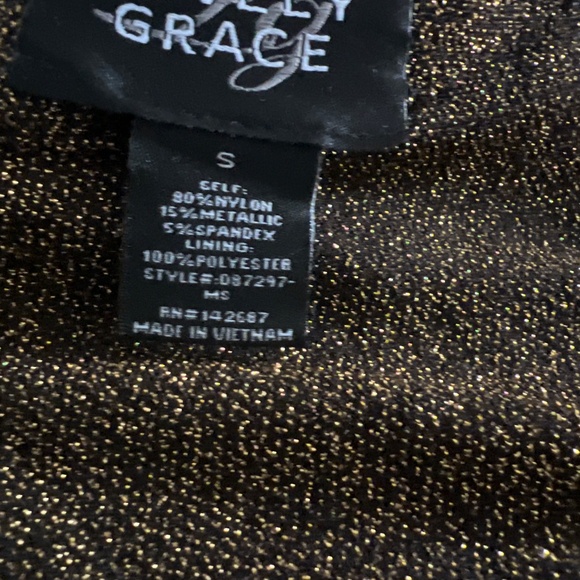 GRACE
S
SELF:
80%NYLON
15%METALLIC
5%SPANDEX
LINING:
100%POLYESTER
STYLE#:D87297-
MS
RN#142687
MADE IN VIETNAM